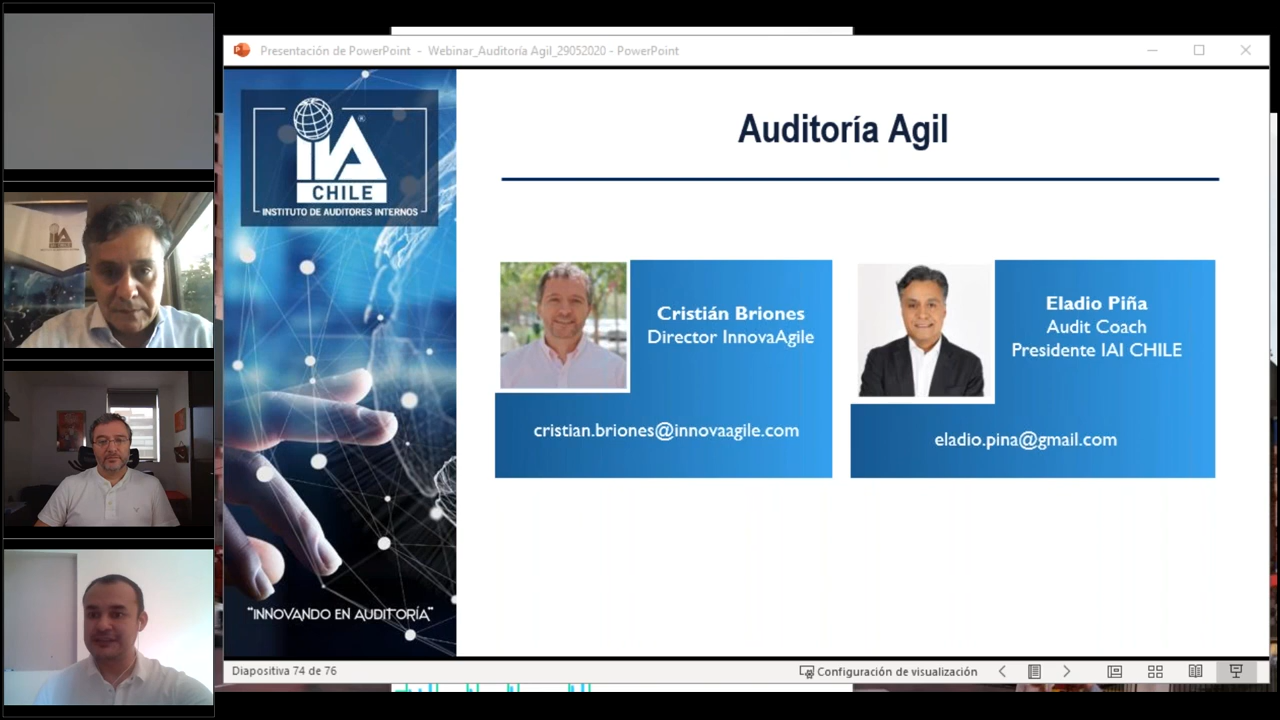 Presentación de PowerPoint - Webinar_Auditoría Agil_29052020 - PowerPoint
IIA
CHILE
INSTITUTO DE AUDITORES INTERNOS
Auditoría Agil
Cristián Briones
Director InnovaAgile
cristian.briones@innovaagile.com
Eladio Piña
Audit Coach
Presidente IAI CHILE
eladio.pina@gmail.com
"INNOVANDO EN AUDITORÍA"
Diapositiva 74 de 76
Configuración de visualización
IIA